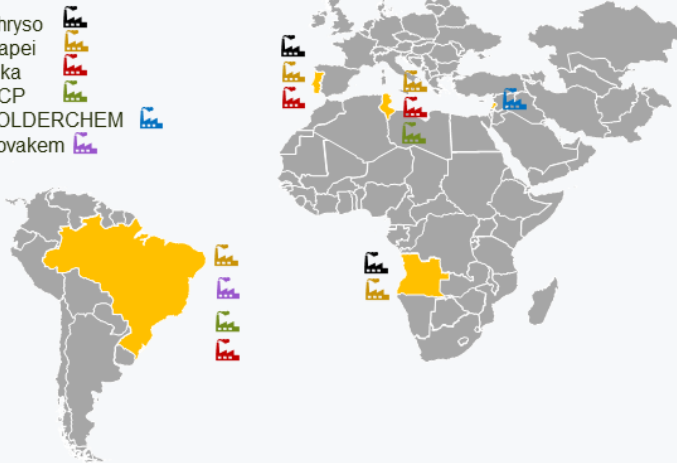 hryso
apei
ka
CP
OLDERCHEM
ovakem